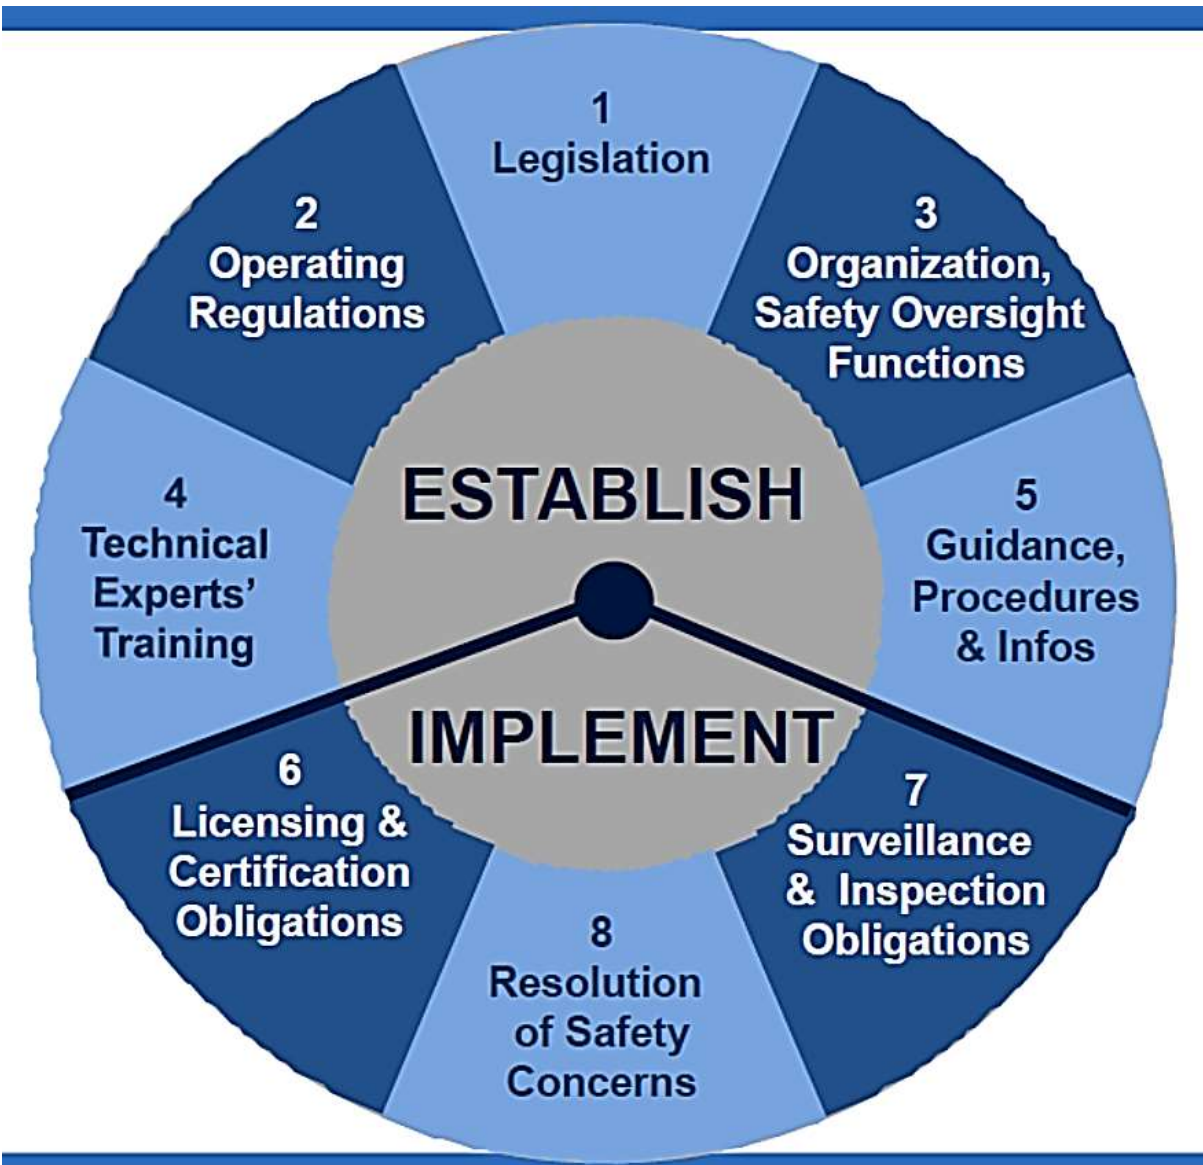 1
Legislation
2
Operating
Regulations
3
Organization,
Safety Oversight
Functions
4
Technical
Experts’
Training
5
Guidance,
Procedures
& Infos
ESTABLISH
IMPLEMENT
6
Licensing &
Certification
Obligations
7
Surveillance
& Inspection
Obligations
8
Resolution
of Safety
Concerns